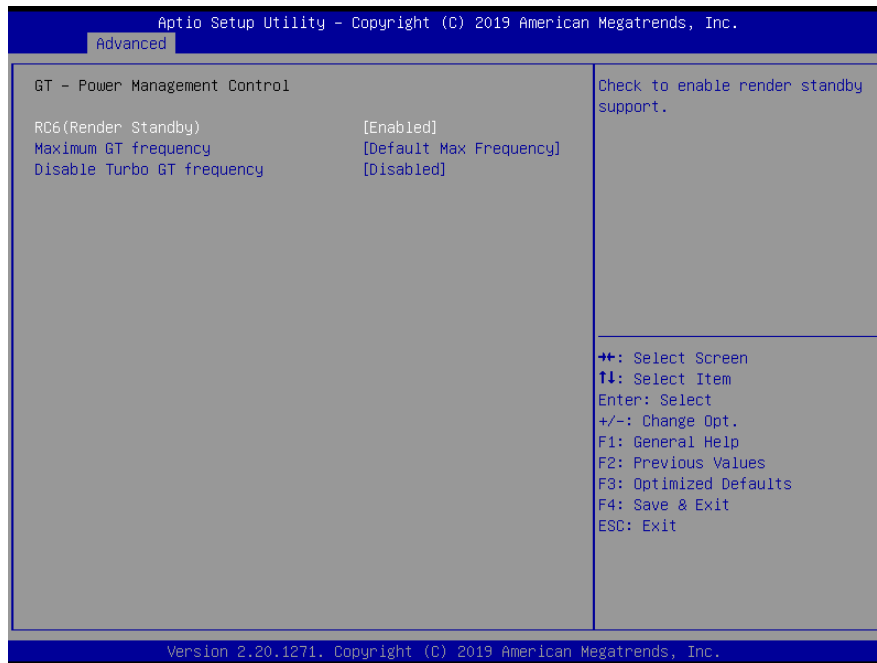 Aptio Setup Utility – Copyright (C) 2019 American Megatrends, Inc.
Advanced
GT – Power Management Control
RC6(Render Standby) [Enabled]
Maximum GT frequency [Default Max Frequency]
Disable Turbo GT frequency [Disabled]
Check to enable render standby
support.
→←: Select Screen
↑↓: Select Item
Enter: Select
+/-: Change Opt.
F1: General Help
F2: Previous Values
F3: Optimized Defaults
F4: Save & Exit
ESC: Exit
Version 2.20.1271. Copyright (C) 2019 American Megatrends, Inc.